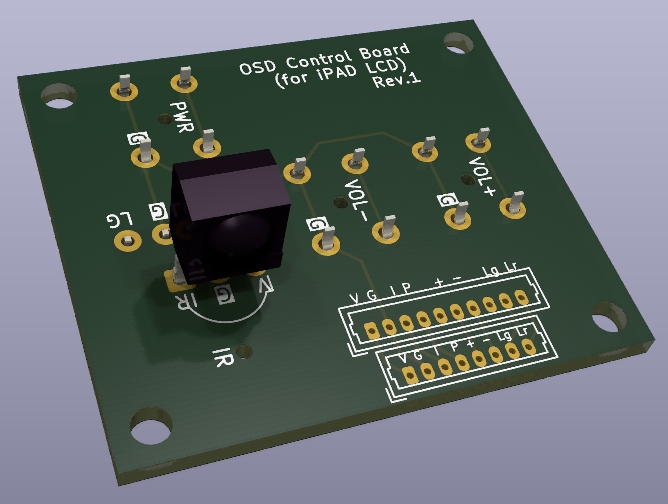 OSD Control Board
(for iPAD LCD)
Rev.1
PWR
G
G
LG
VOL-
G
VOL+
G
IR
G
V
IR
V G I P + - Lg Lr
V G I P + - Lg Lr